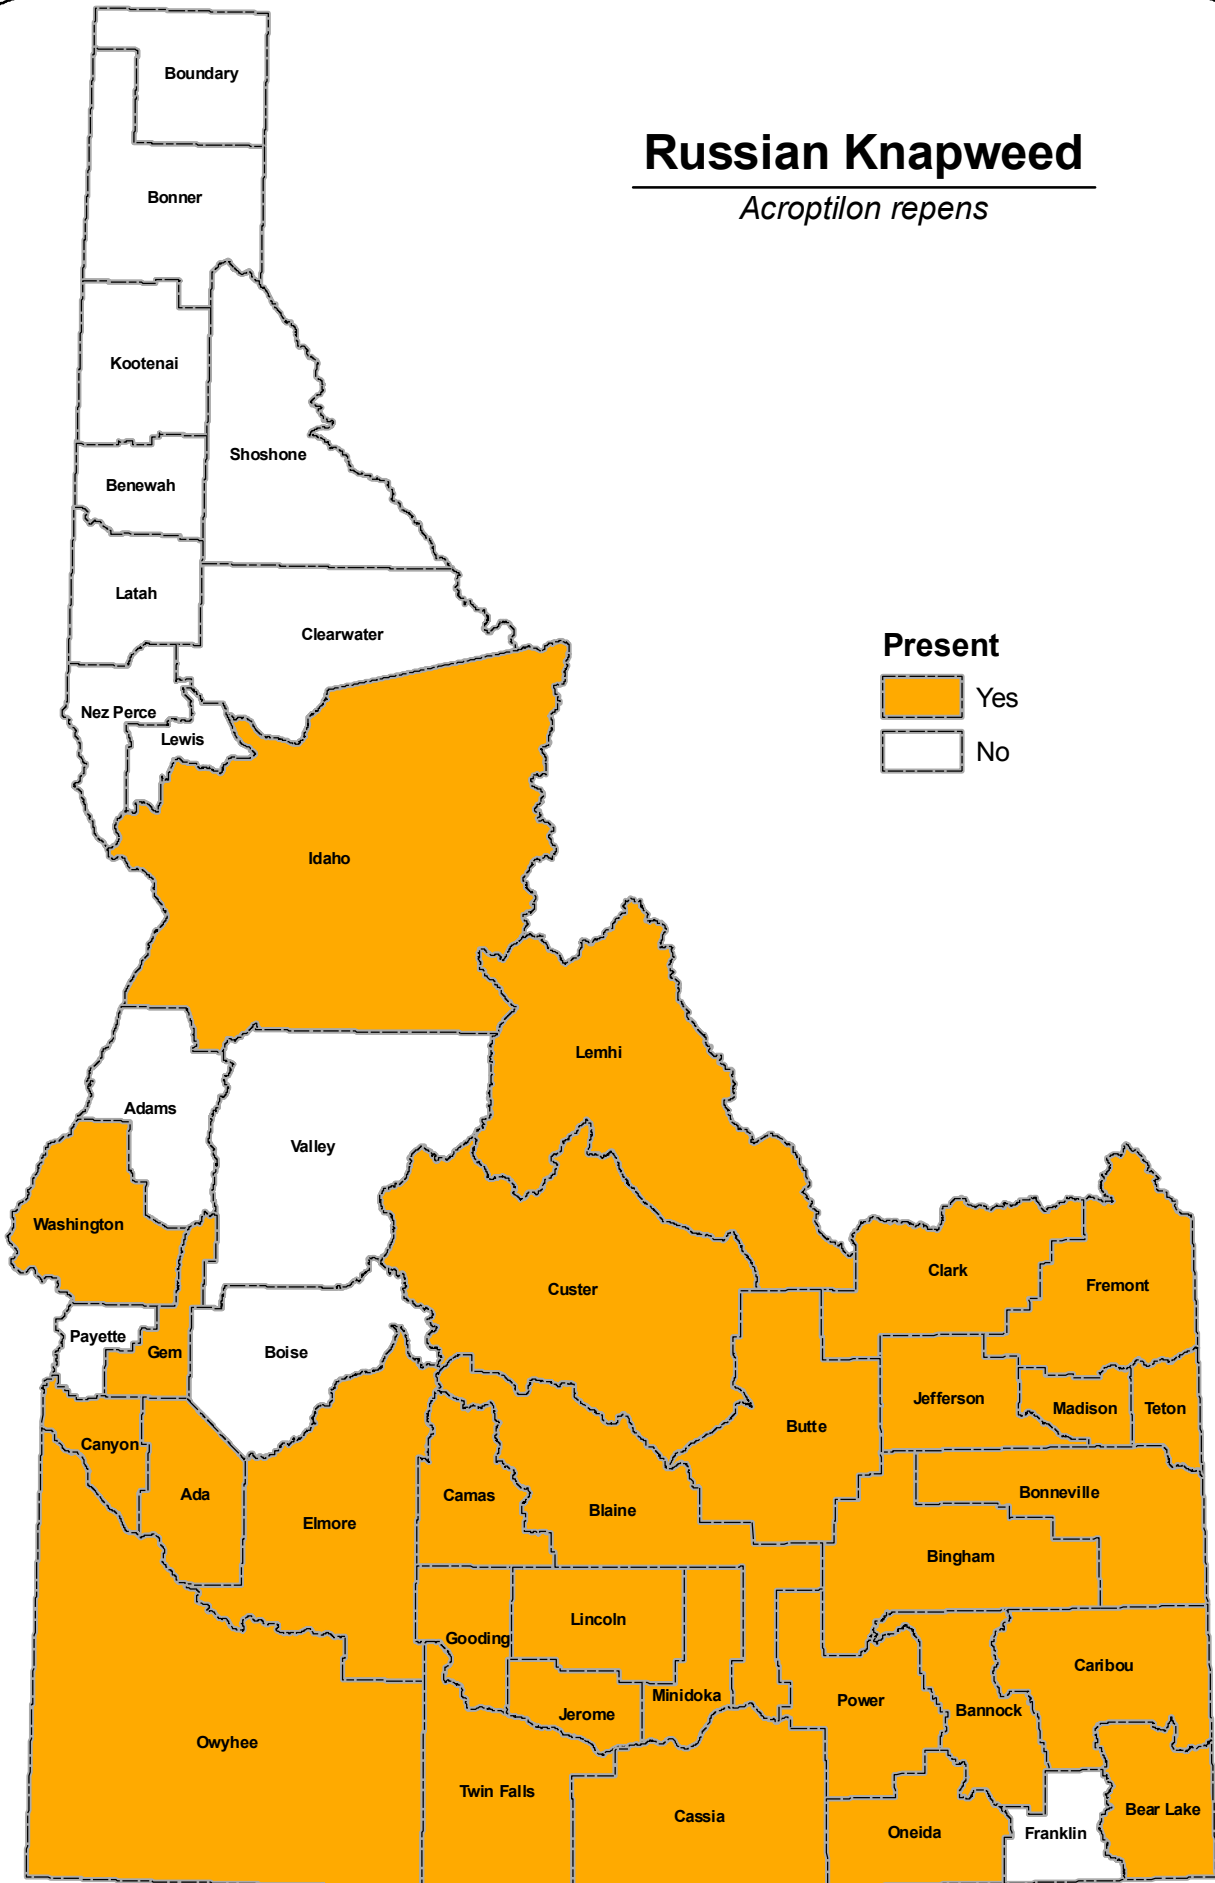 Boundary
Russian Knapweed
Acroptilon repens
Bonner
Kootenai
Shoshone
Benewah
Latah
Clearwater
Present
Yes
No
Nez Perce
Lewis
Idaho
Lemhi
Adams
Valley
Washington
Clark
Fremont
Custer
Payette
Gem
Boise
Jefferson
Madison
Teton
Butte
Canyon
Ada
Camas
Blaine
Bonneville
Elmore
Bingham
Lincoln
Gooding
Caribou
Minidoka
Power
Bannock
Jerome
Owyhee
Twin Falls
Cassia
Bear Lake
Oneida
Franklin